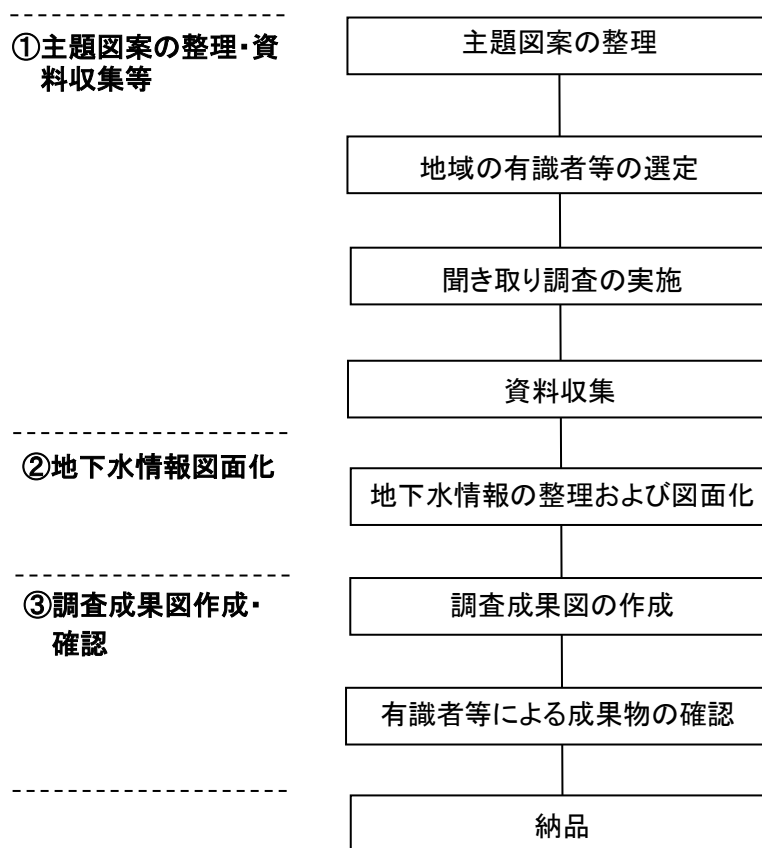 ①主題図案の整理・資
料収集等
主題図案の整理
地域の有識者等の選定
聞き取り調査の実施
資料収集
②地下水情報図面化
地下水情報の整理および図面化
③調査成果図作成・
確認
調査成果図の作成
有識者等による成果物の確認
納品